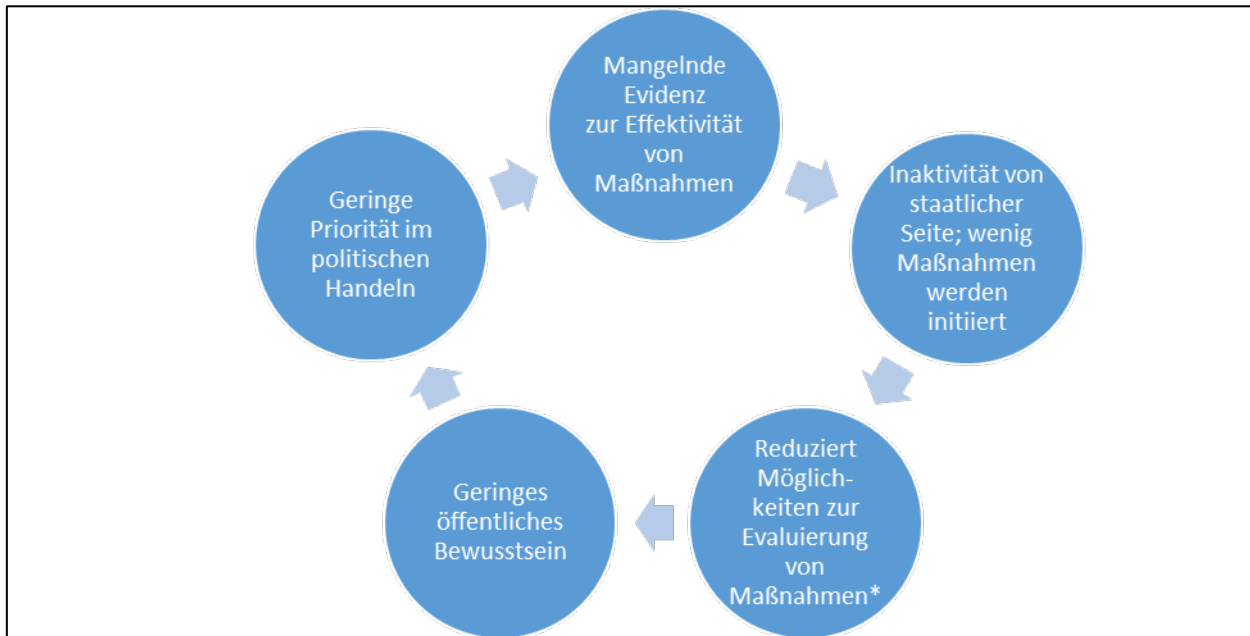 Mangelnde
Evidenz
zur Effektivität
von
Maßnahmen
Inaktivität von
staatlicher
Seite; wenig
Maßnahmen
werden
initiiert
Reduziert
Möglich-
keiten zur
Evaluierung
von
Maßnahmen*
Geringes
öffentliches
Bewusstsein
Geringe
Priorität im
politischen
Handeln